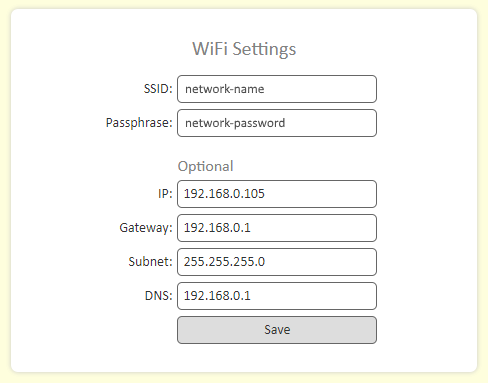 WiFi Settings
SSID: network-name
Passphrase: network-password
Optional
IP: 192.168.0.105
Gateway: 192.168.0.1
Subnet: 255.255.255.0
DNS: 192.168.0.1
Save